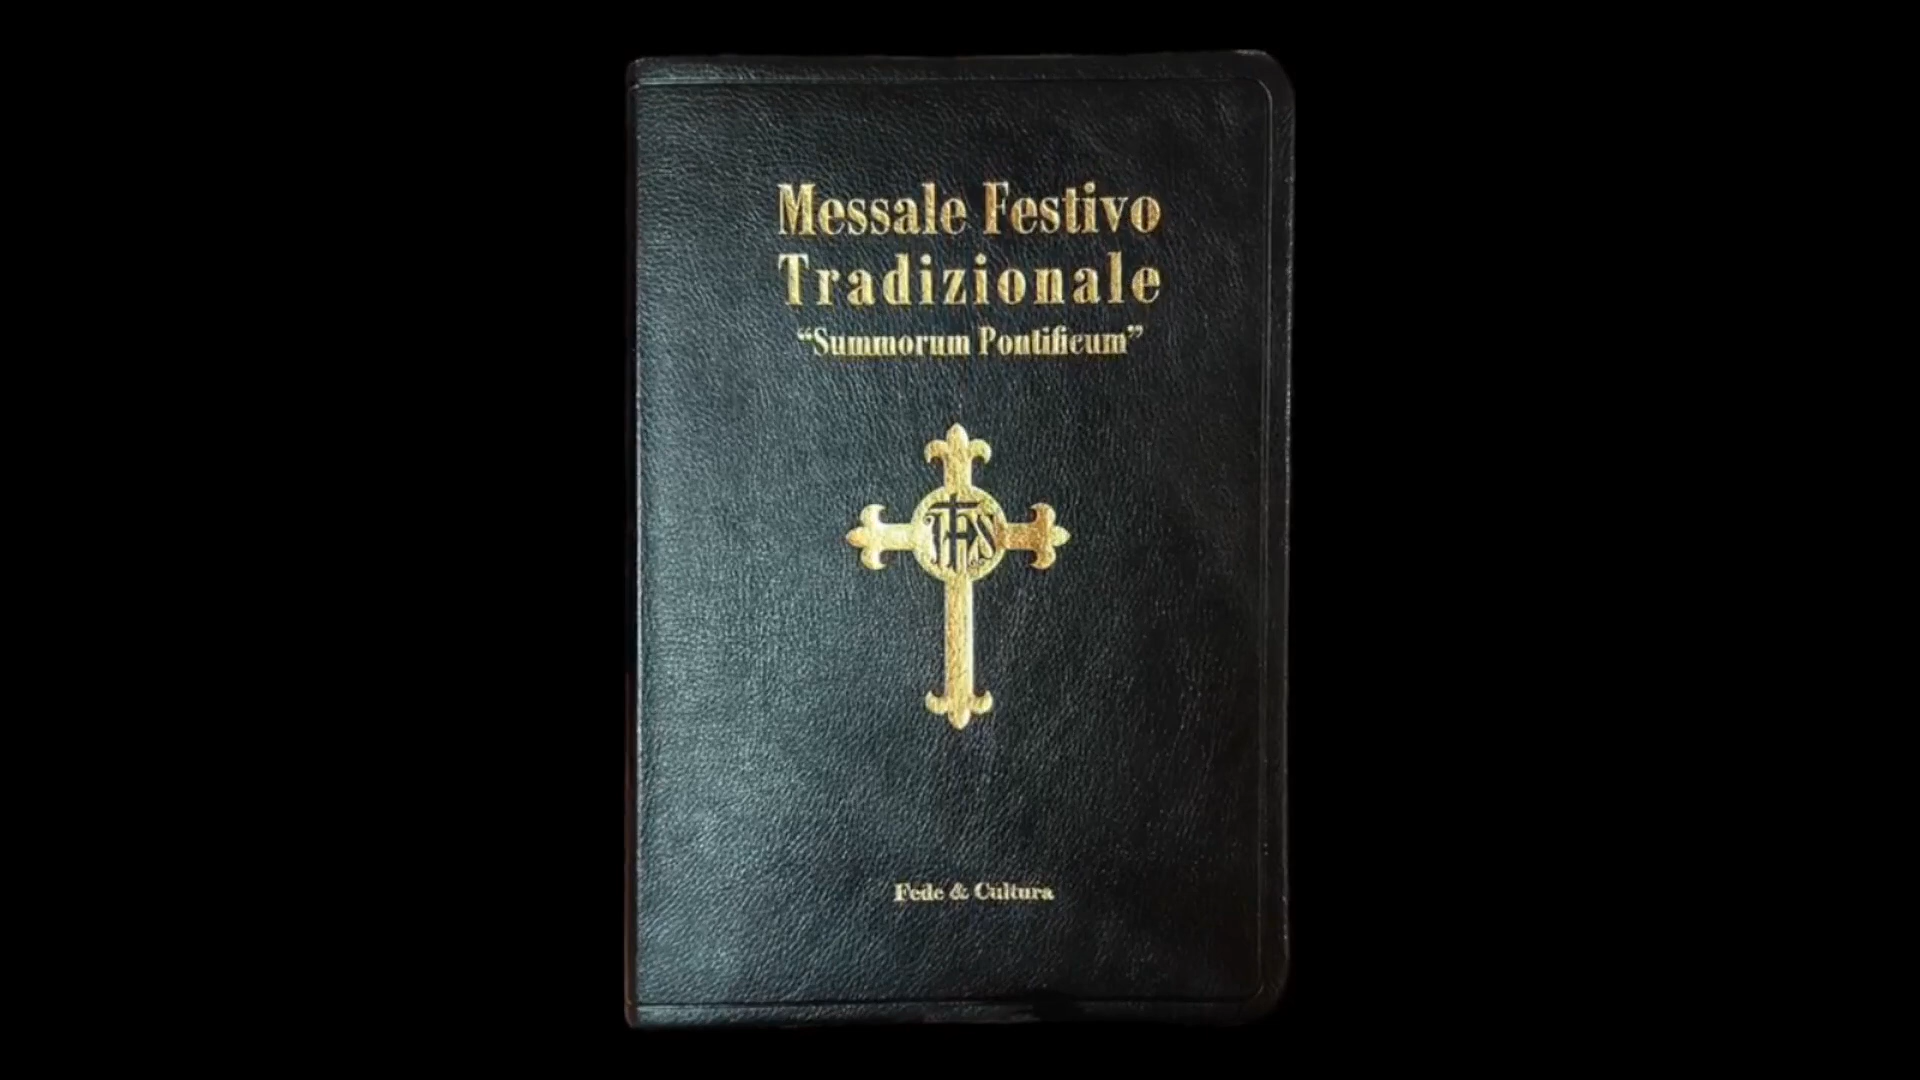 Messale Festivo
Tradizionale
“Summorum Pontificum”
IHS
Fede & Cultura